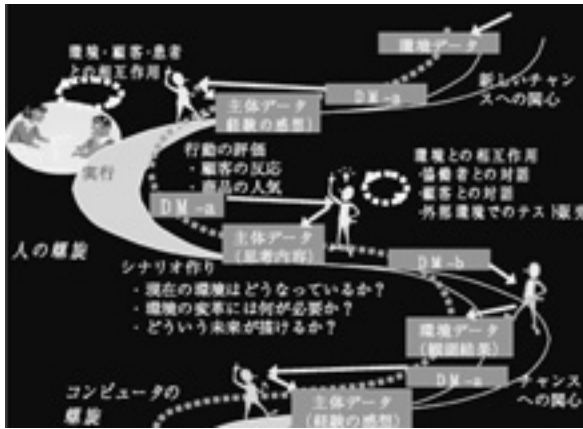 環境データ
環境・顧客・患者
との相互作用
新しいチャン
スへの関心
DM-a
主体データ
経験の感想)
行動の評価
・顧客の反応
・商品の人気
環境との相互作用
・協働者との対話
・顧客との対話
・外部環境でのテスト販売
実行
DM-a
主体データ
(思考内容)
人の螺旋
DM-b
シナリオ作り
・現在の環境はどうなっているか?
・環境の変革には何が必要か?
・どういう未来が描けるか?
環境データ
(観測結果)
DM-a
チャンス
への関心
コンピュータの
螺旋
主体データ
(経験の感想)